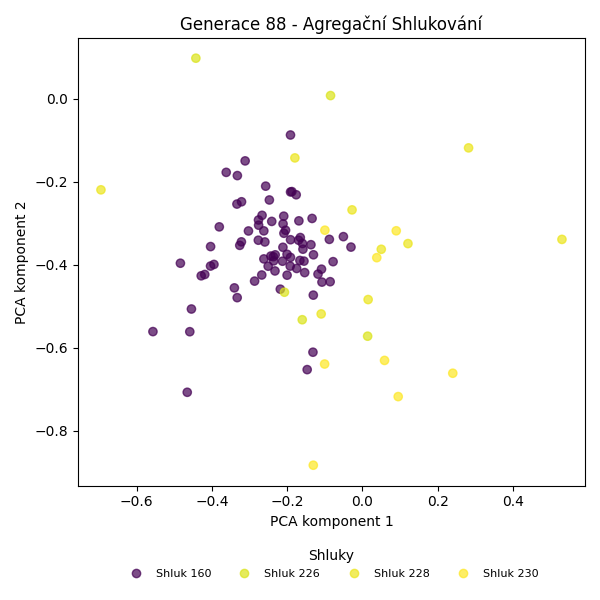 Generace 88 - Agregační Shlukování
PCA komponent 2
0.0
−0.2
−0.4
−0.6
−0.8
−0.6 −0.4 −0.2 0.0 0.2 0.4
PCA komponent 1
Shluky
Shluk 160 Shluk 226 Shluk 228 Shluk 230